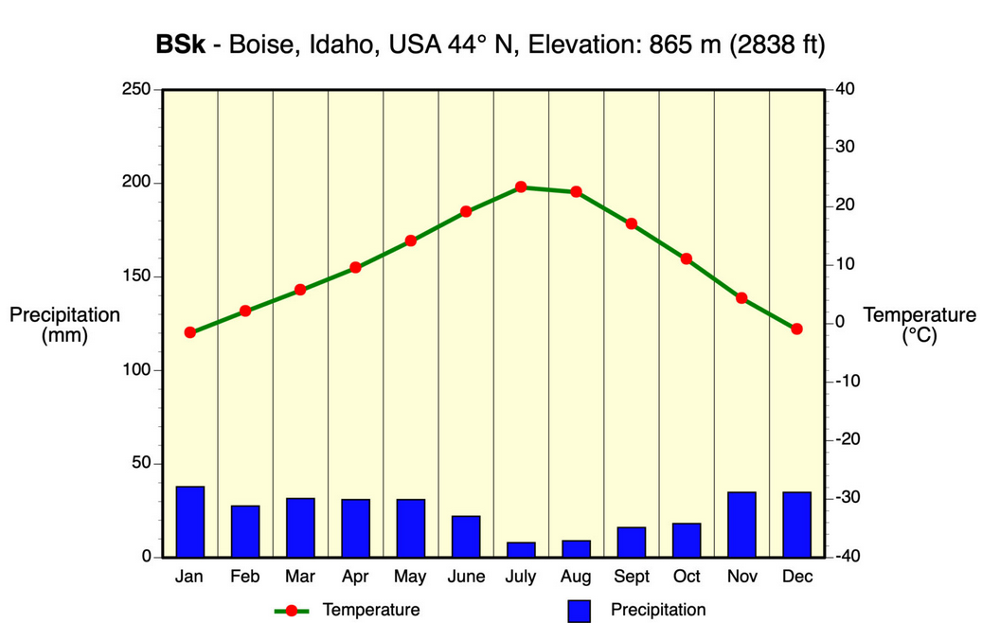 BSk - Boise, Idaho, USA 44° N, Elevation: 865 m (2838 ft)
250
200
150
100
50
0
Precipitation
(mm)
40
30
20
10
0
-10
-20
-30
-40
Temperature
(°C)
Jan Feb Mar Apr May June July Aug Sept Oct Nov Dec
Temperature Precipitation